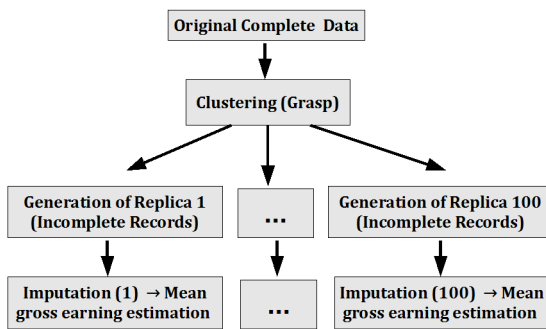 Original Complete Data
Clustering (Grasp)
Generation of Replica 1
(Incomplete Records)
...
Generation of Replica 100
(Incomplete Records)
Imputation (1) → Mean
gross earning estimation
...
Imputation (100) → Mean
gross earning estimation